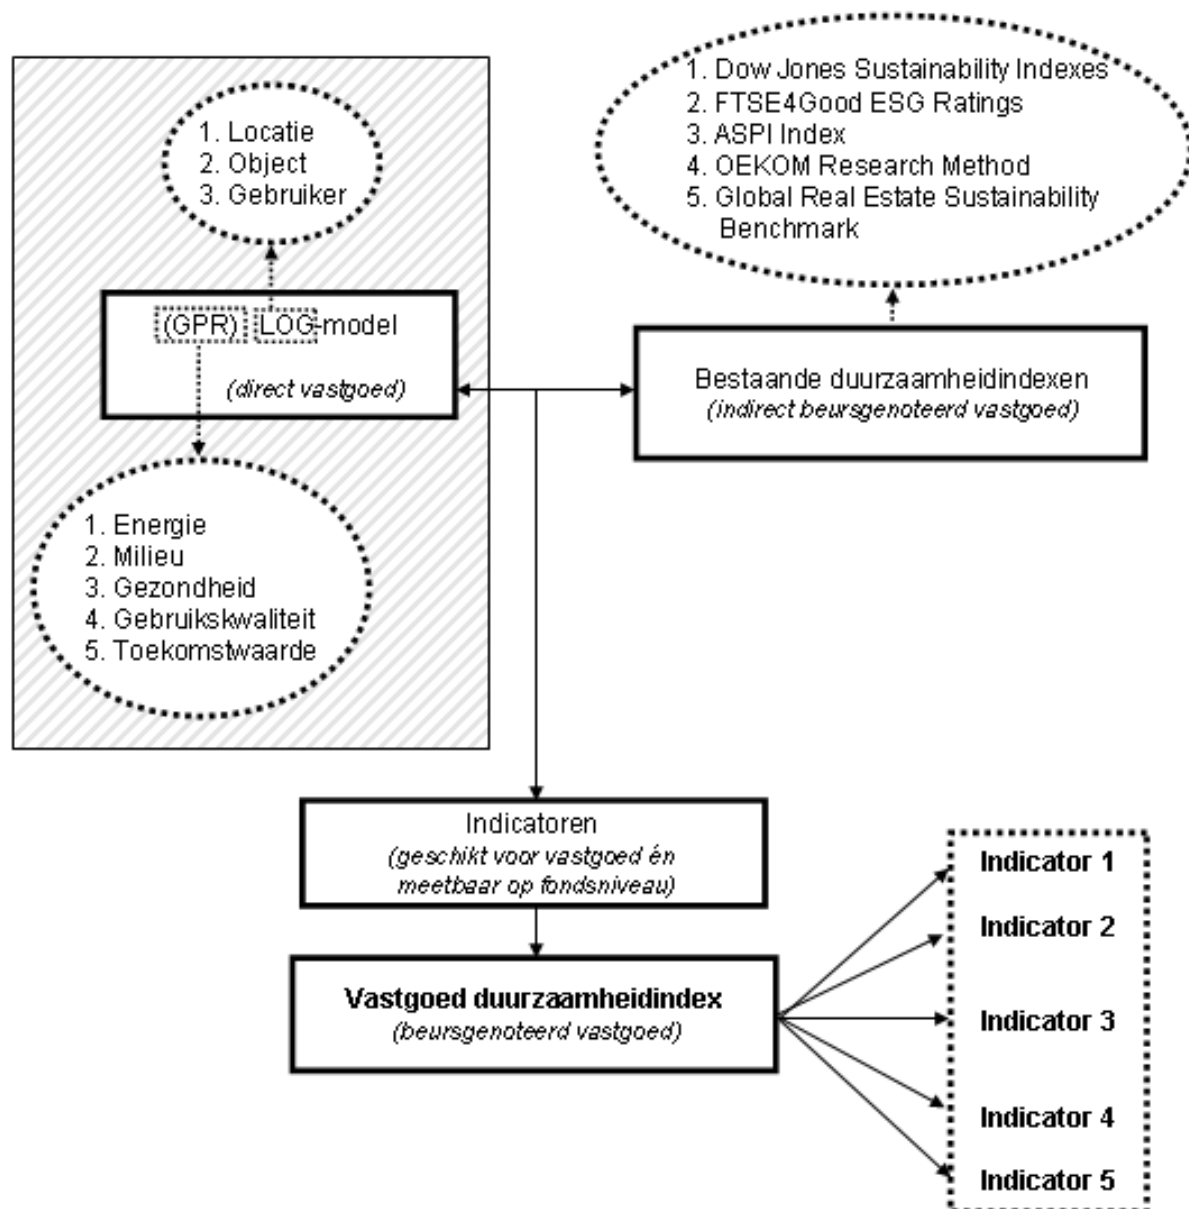 1. Locatie
2. Object
3. Gebruiker
(GPR) LOG-model
(direct vastgoed)
1. Energie
2. Milieu
3. Gezondheid
4. Gebruikskwaliteit
5. Toekomstwaarde
1. Dow Jones Sustainability Indexes
2. FTSE4Good ESG Ratings
3. ASPI Index
4. OEKOM Research Method
5. Global Real Estate Sustainability
Benchmark
Bestaande duurzaamheidindexen
(indirect beursgenoteerd vastgoed)
Indicatoren
(geschikt voor vastgoed én
meetbaar op fondsniveau)
Vastgoed duurzaamheidindex
(beursgenoteerd vastgoed)
Indicator 1
Indicator 2
Indicator 3
Indicator 4
Indicator 5